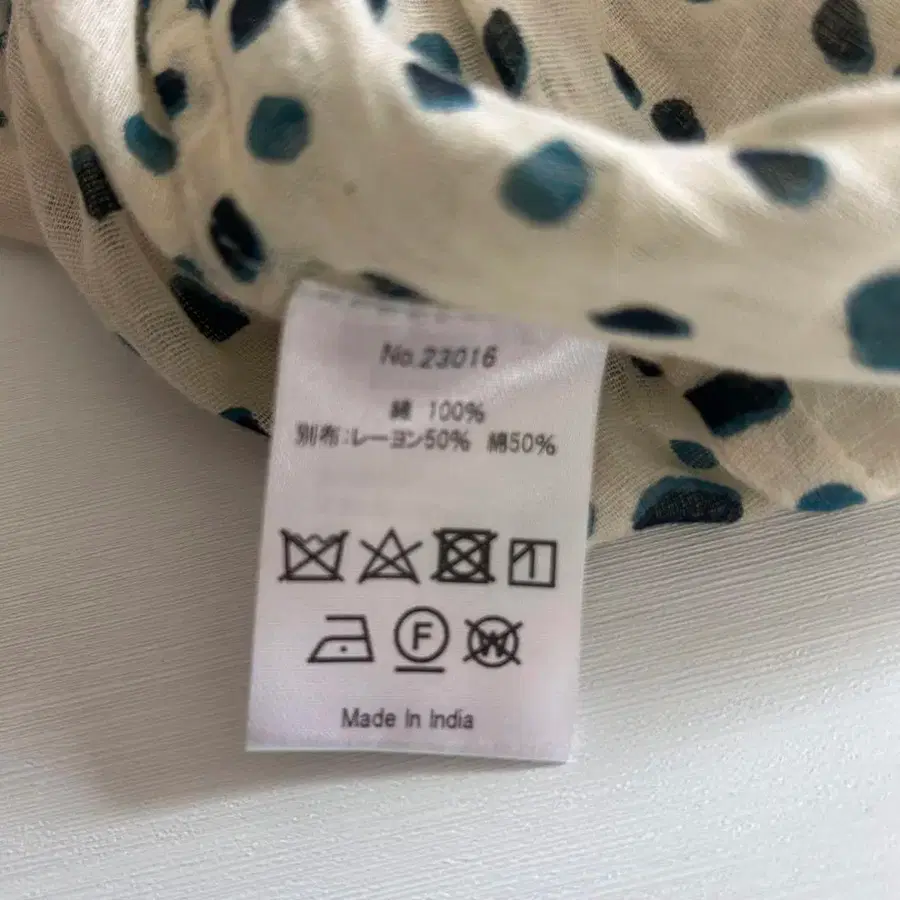 No.23016
綿 100%
別布:レーヨン50% 綿50%
F
W
Made In India